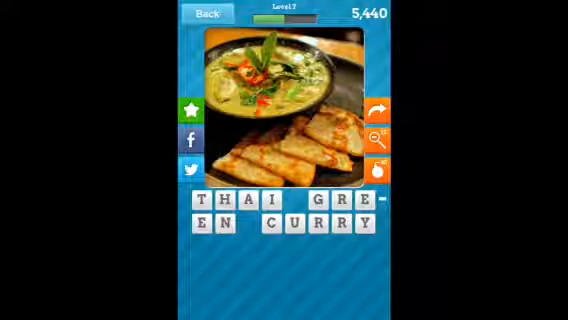 Back
Level 7
5,440
THAI GRE-
EN CURRY